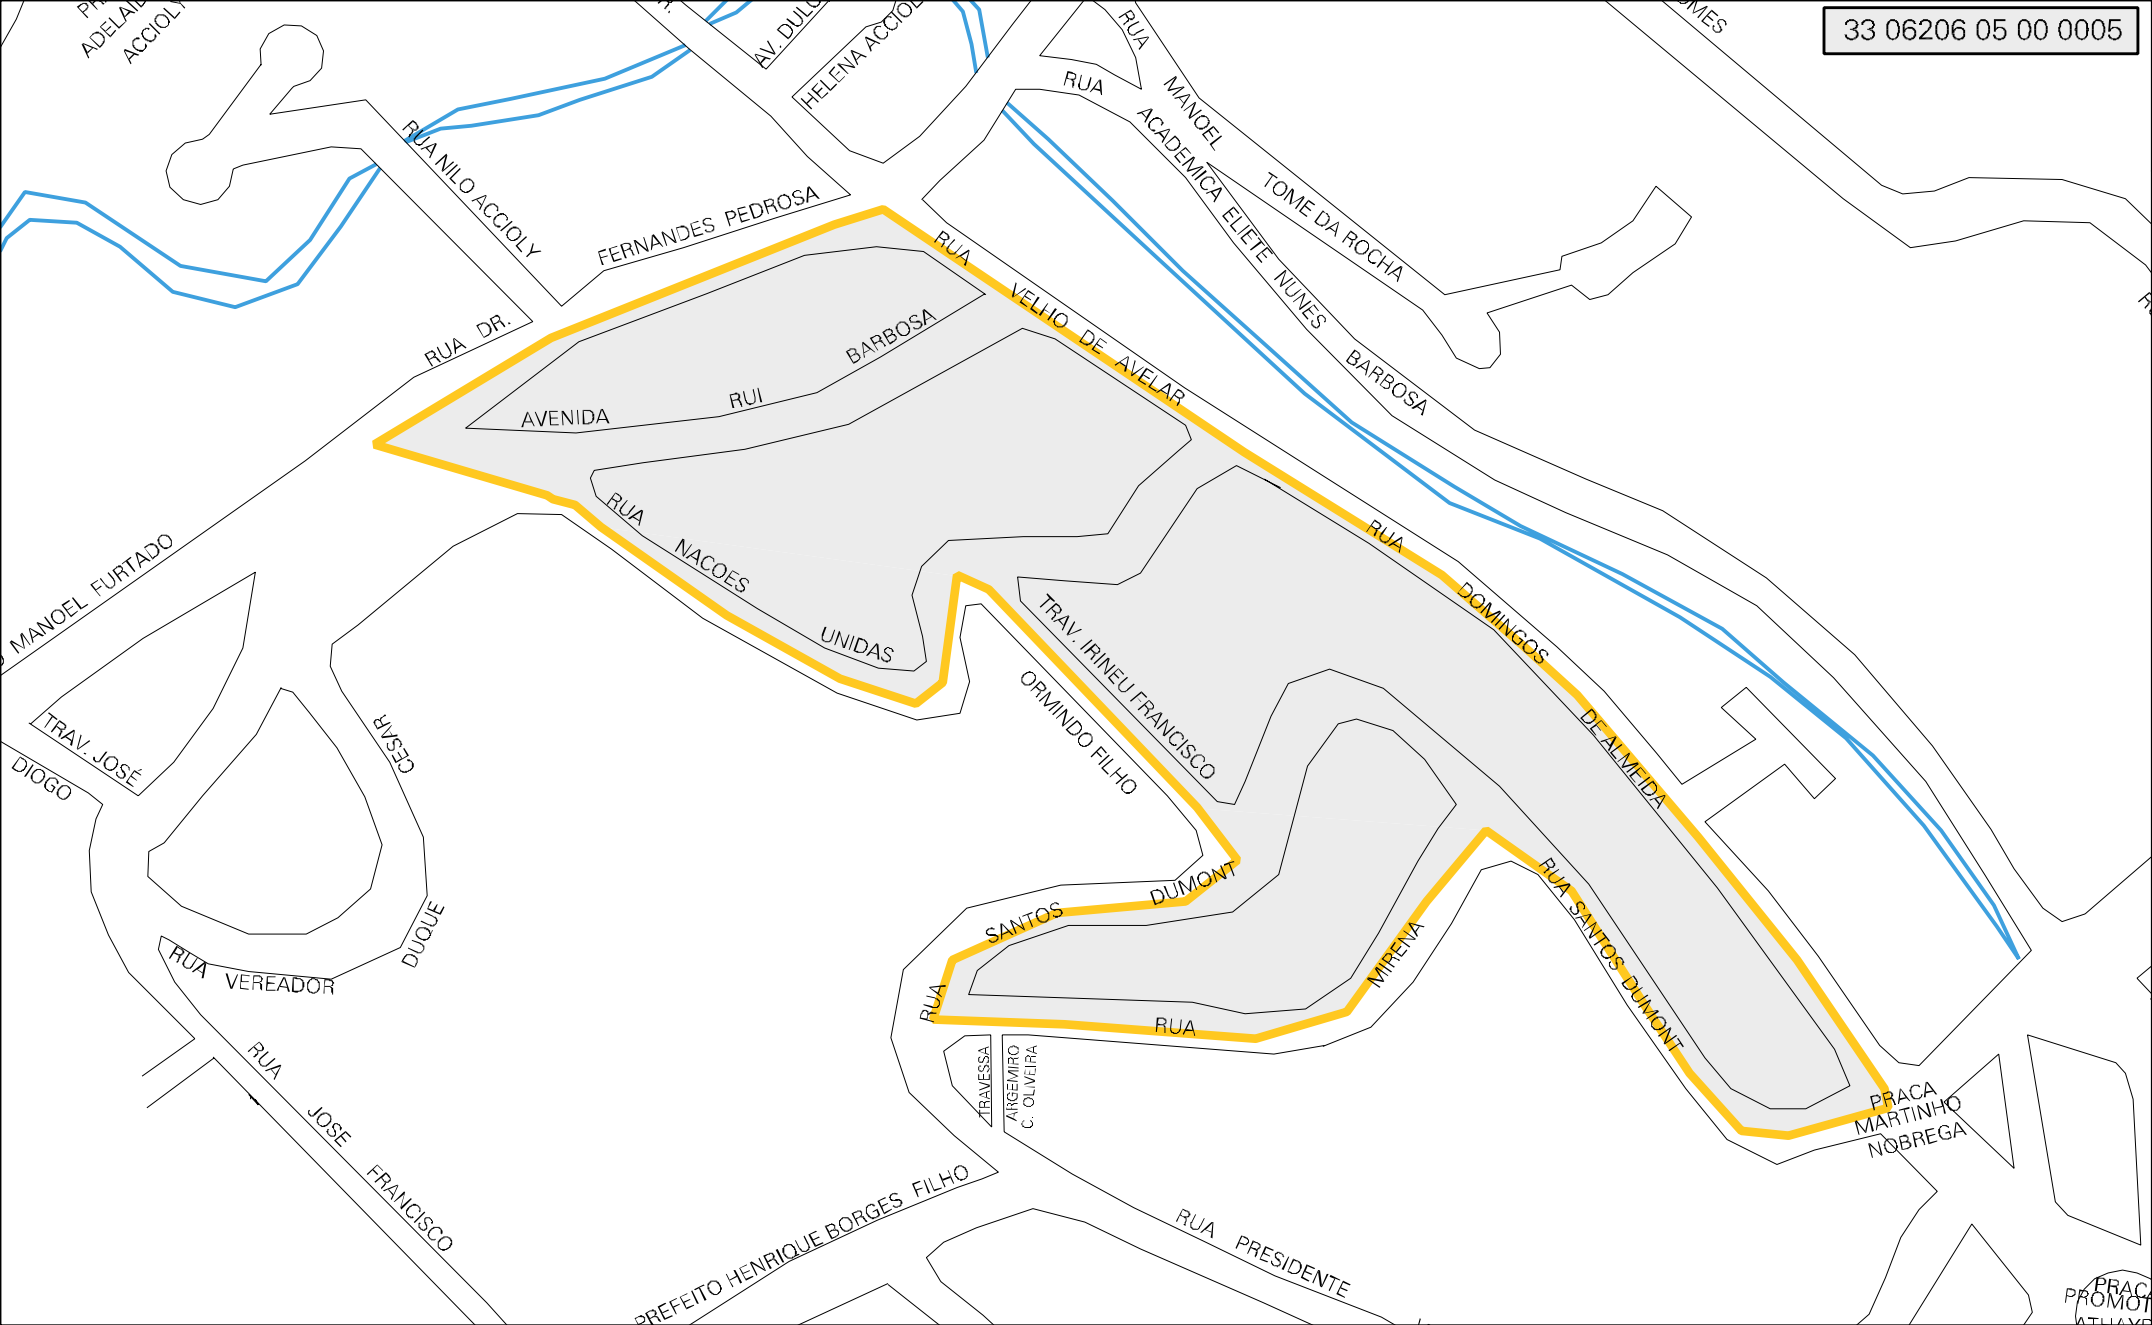 33 06206 05 00 0005
ACCIOLY
AV. DULC
HELENA ACCIOL
RUA MANOEL TOME DA ROCHA
RUA ACADEMICA ELIETE NUNES BARBOSA
RUA NILO ACCIOLY
RUA DR. FERNANDES PEDROSA
RUA VELHO DE AVELAR
AVENIDA RUI BARBOSA
RUA NACOES UNIDAS
MANOEL FURTADO
TRAV. JOSÉ
DIOGO
RUA VEREADOR DUQUE CESAR
TRAV. IRINEU FRANCISCO
ORMINDO FILHO
RUA DOMINGOS DE ALMEIDA
RUA SANTOS DUMONT
RUA SANTOS DUMONT
RUA MIRENA
TRAVESSA
ARGEMIRO
C. OLIVEIRA
RUA JOSE FRANCISCO
PREFEITO HENRIQUE BORGES FILHO
RUA PRESIDENTE
PRACA
MARTINHO
NOBREGA
PRAC
PROMOT